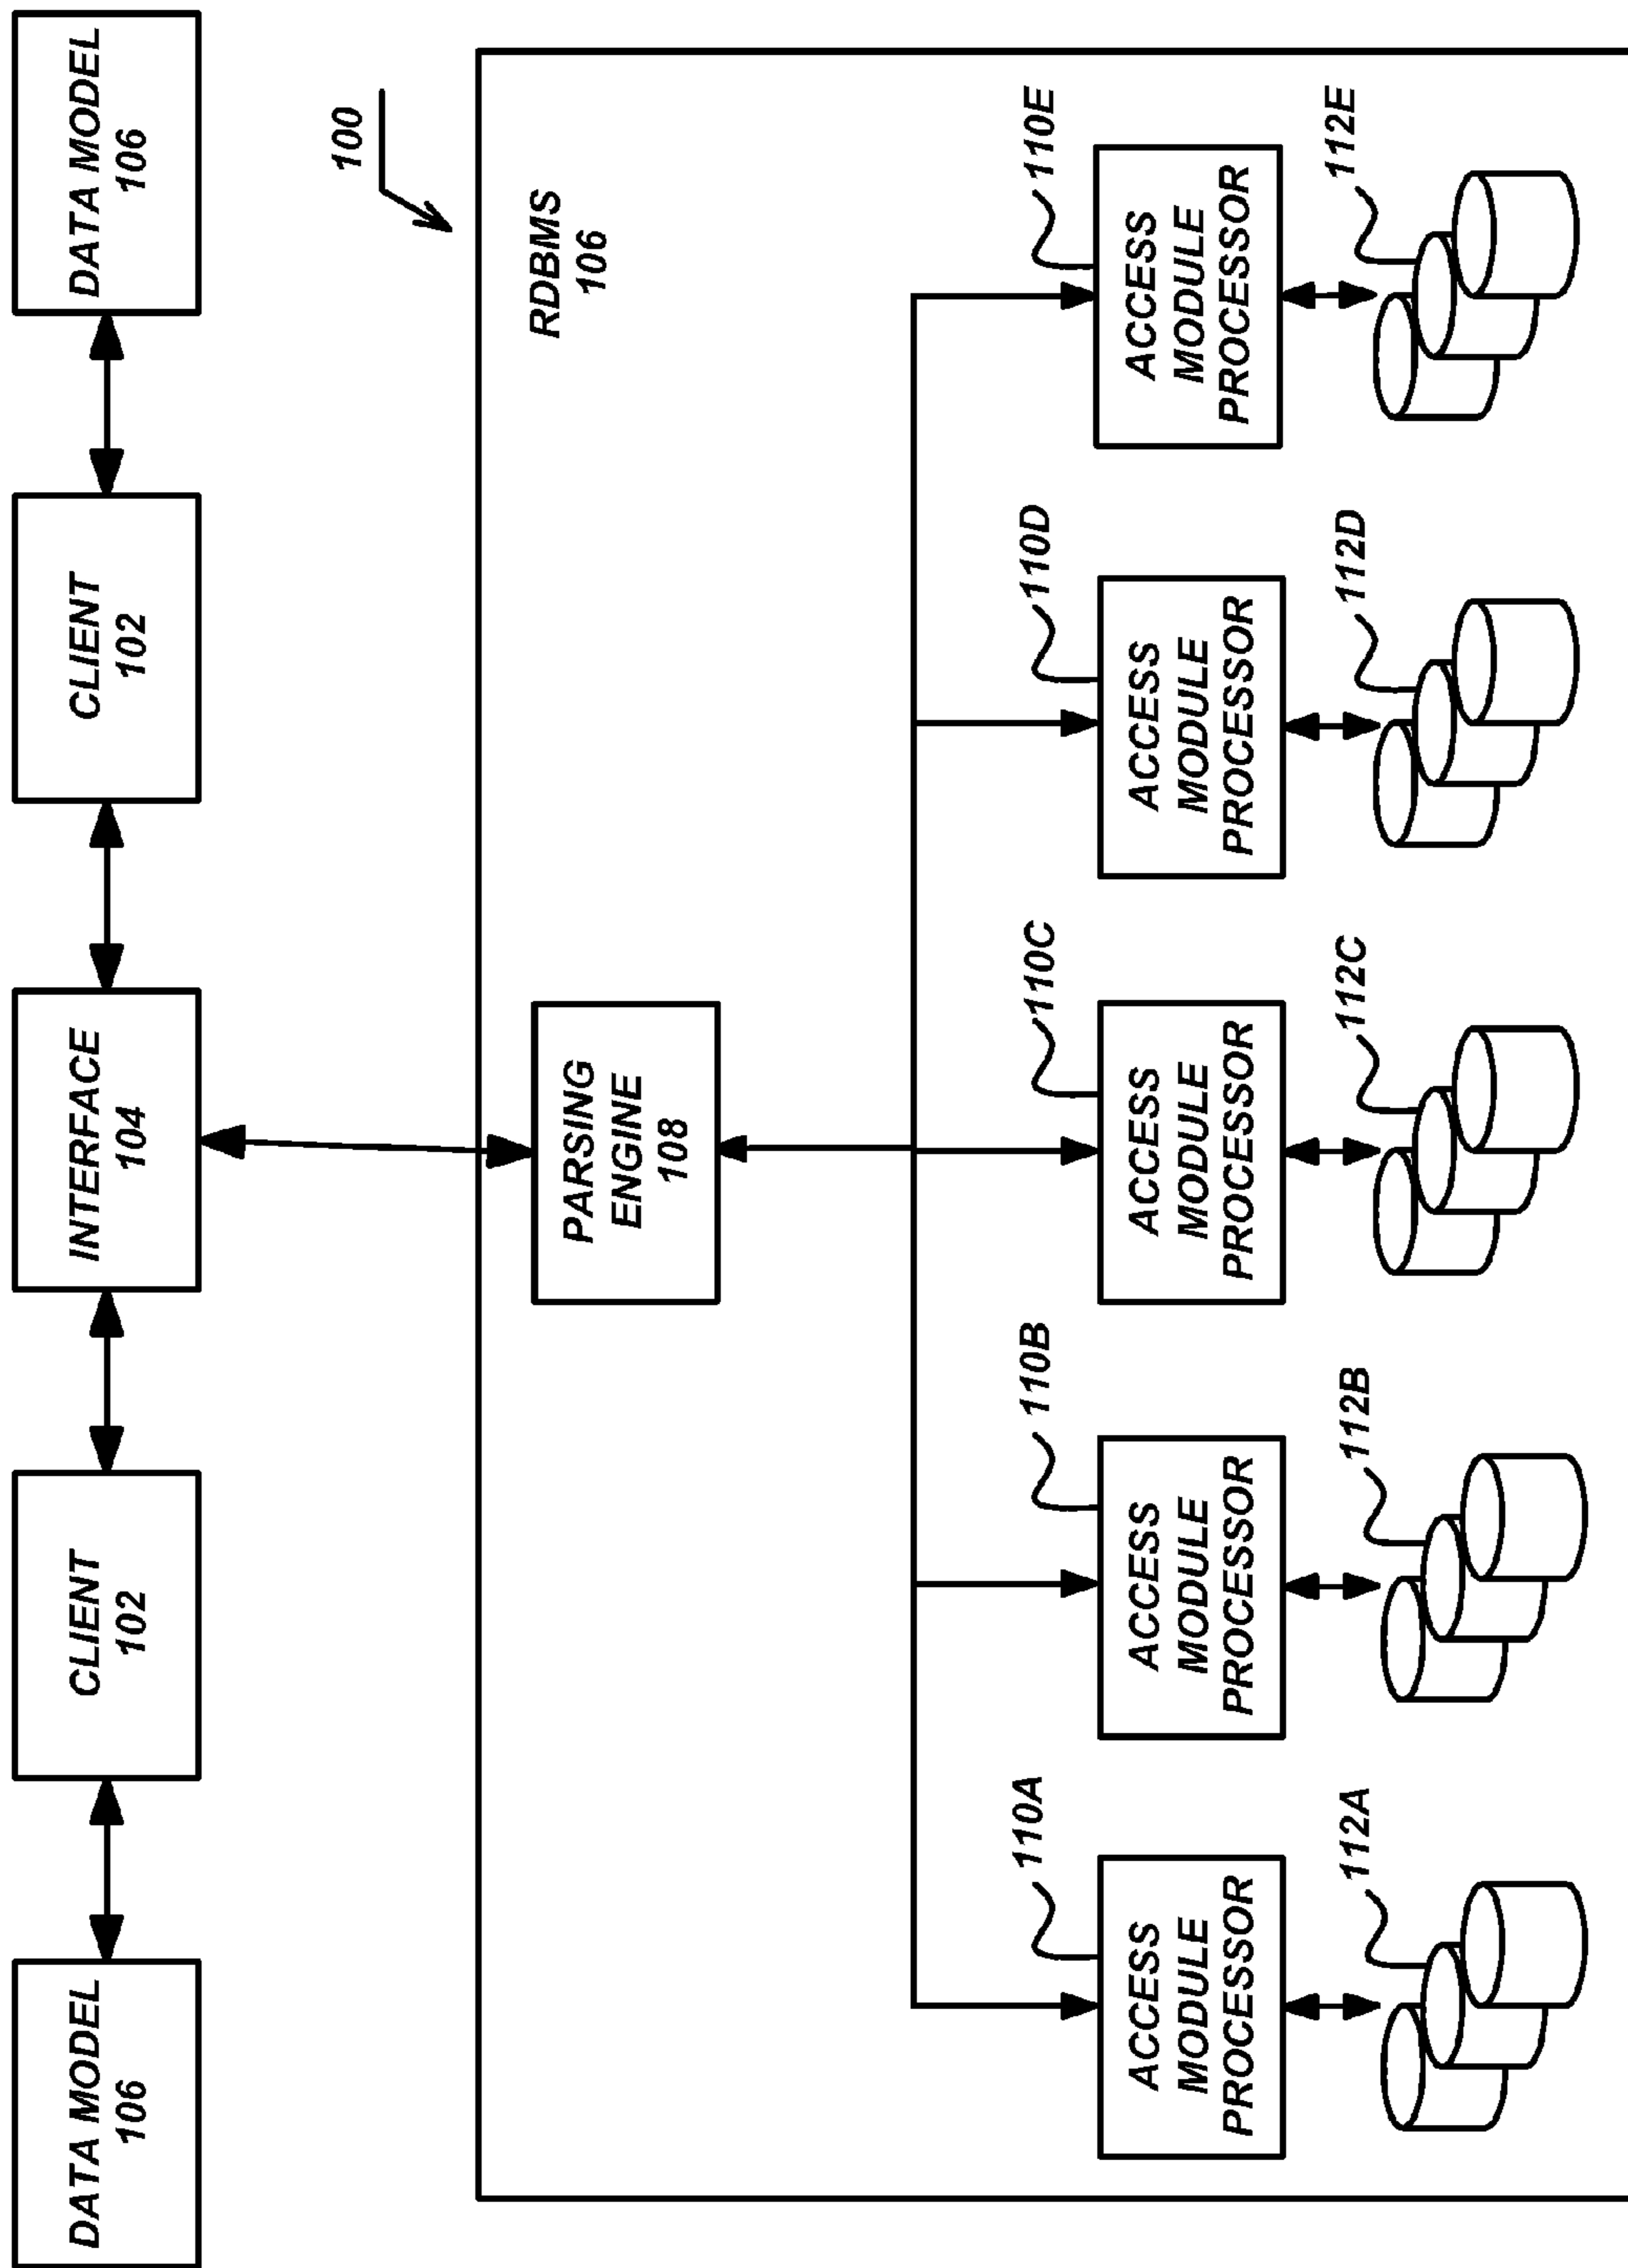 DATA MODEL
106
CLIENT
102
INTERFACE
104
CLIENT
102
DATA MODEL
106
100
RDBMS
106
PARSING
ENGINE
108
110A
110B
110C
110D
110E
ACCESS
MODULE
PROCESSOR
ACCESS
MODULE
PROCESSOR
ACCESS
MODULE
PROCESSOR
ACCESS
MODULE
PROCESSOR
ACCESS
MODULE
PROCESSOR
112A
112B
112C
112D
112E